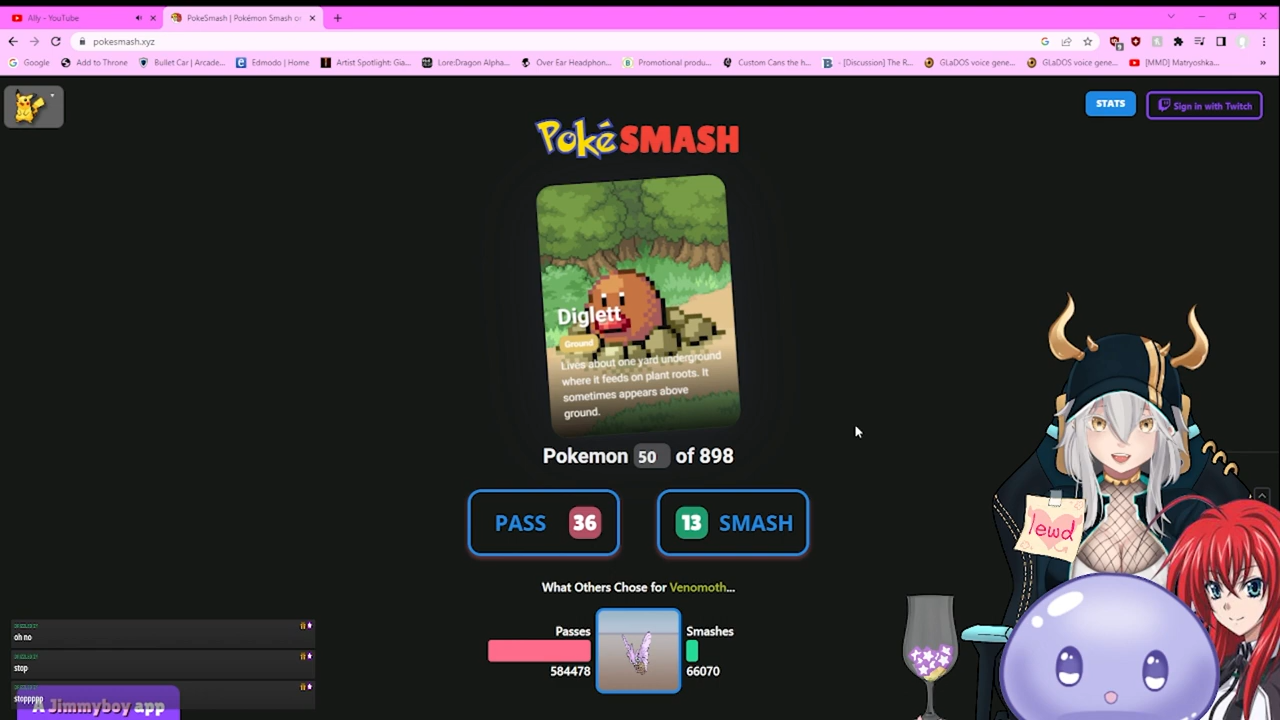 Ally - YouTube
PokeSmash | Pokémon Smash or
pokesmash.xyz
Google
Add to Throne
Bullet Car | Arcade...
Edmodo | Home
Artist Spotlight: Gia...
Lore:Dragon Alpha...
Over Ear Headphon...
Promotional produ...
Custom Cans the h...
- [Discussion] The R...
GLaDOS voice gene...
GLaDOS voice gene...
[MMD] Matryoshka...
STATS
Sign in with Twitch
Poké SMASH
Diglett
Ground
Lives about one yard underground
where it feeds on plant roots. It
sometimes appears above
ground.
Pokemon 50 of 898
PASS 36
13 SMASH
What Others Chose for Venomoth...
Passes
584478
Smashes
66070
lewd
oh no
stop
stopppppp
A Jimmyboy app